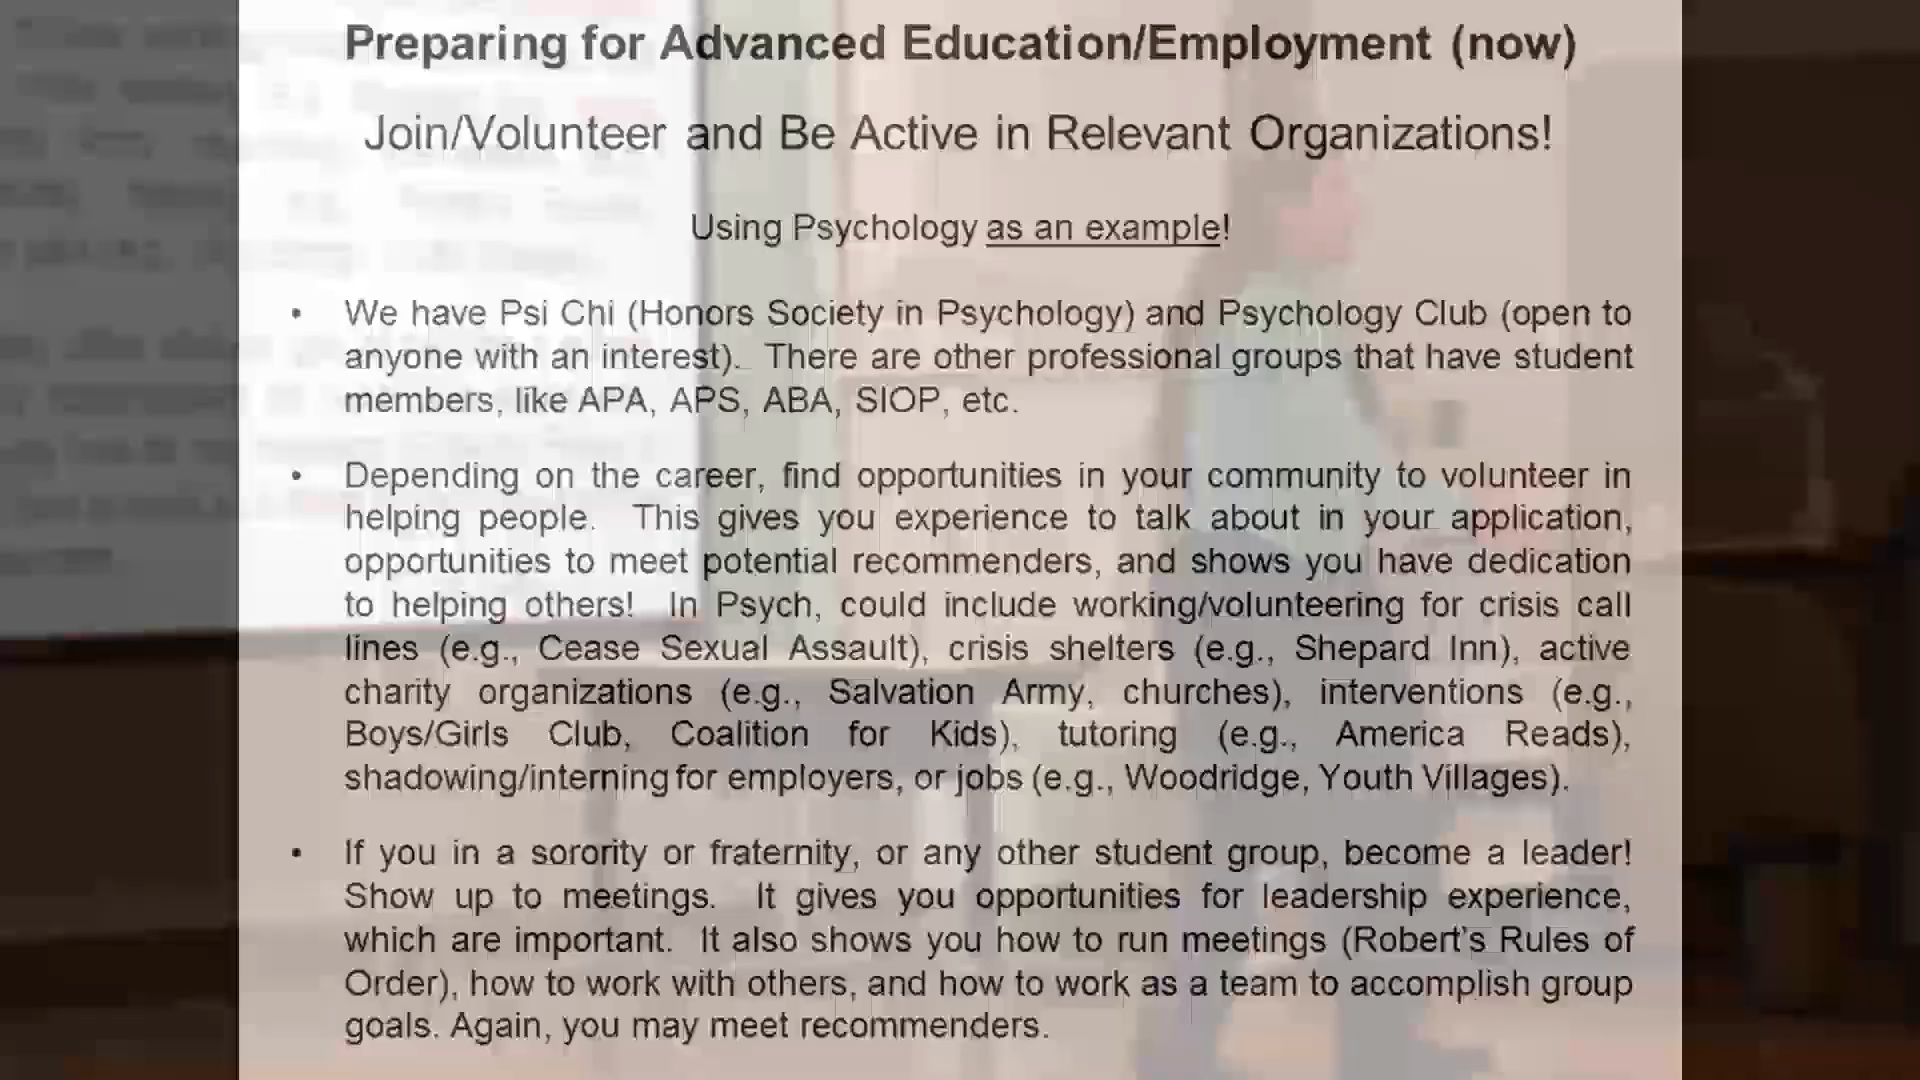 Preparing for Advanced Education/Employment (now)
Join/Volunteer and Be Active in Relevant Organizations!
Using Psychology as an example!
• We have Psi Chi (Honors Society in Psychology) and Psychology Club (open to
anyone with an interest). There are other professional groups that have student
members, like APA, APS, ABA, SIOP, etc.
• Depending on the career, find opportunities in your community to volunteer in
helping people. This gives you experience to talk about in your application,
opportunities to meet potential recommenders, and shows you have dedication
to helping others! In Psych, could include working/volunteering for crisis call
lines (e.g., Cease Sexual Assault), crisis shelters (e.g., Shepard Inn), active
charity organizations (e.g., Salvation Army, churches), interventions (e.g.,
Boys/Girls Club, Coalition for Kids), tutoring (e.g., America Reads),
shadowing/interning for employers, or jobs (e.g., Woodridge, Youth Villages).
• If you in a sorority or fraternity, or any other student group, become a leader!
Show up to meetings. It gives you opportunities for leadership experience,
which are important. It also shows you how to run meetings (Robert's Rules of
Order), how to work with others, and how to work as a team to accomplish group
goals. Again, you may meet recommenders.